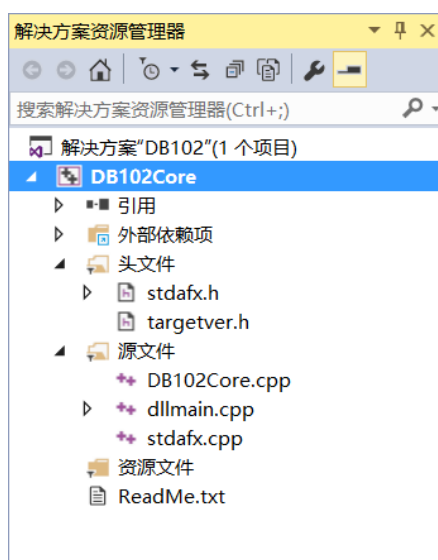 解决方案资源管理器
搜索解决方案资源管理器(Ctrl+;)
解决方案"DB102"(1 个项目)
DB102Core
引用
外部依赖项
头文件
stdafx.h
targetver.h
源文件
DB102Core.cpp
dllmain.cpp
stdafx.cpp
资源文件
ReadMe.txt